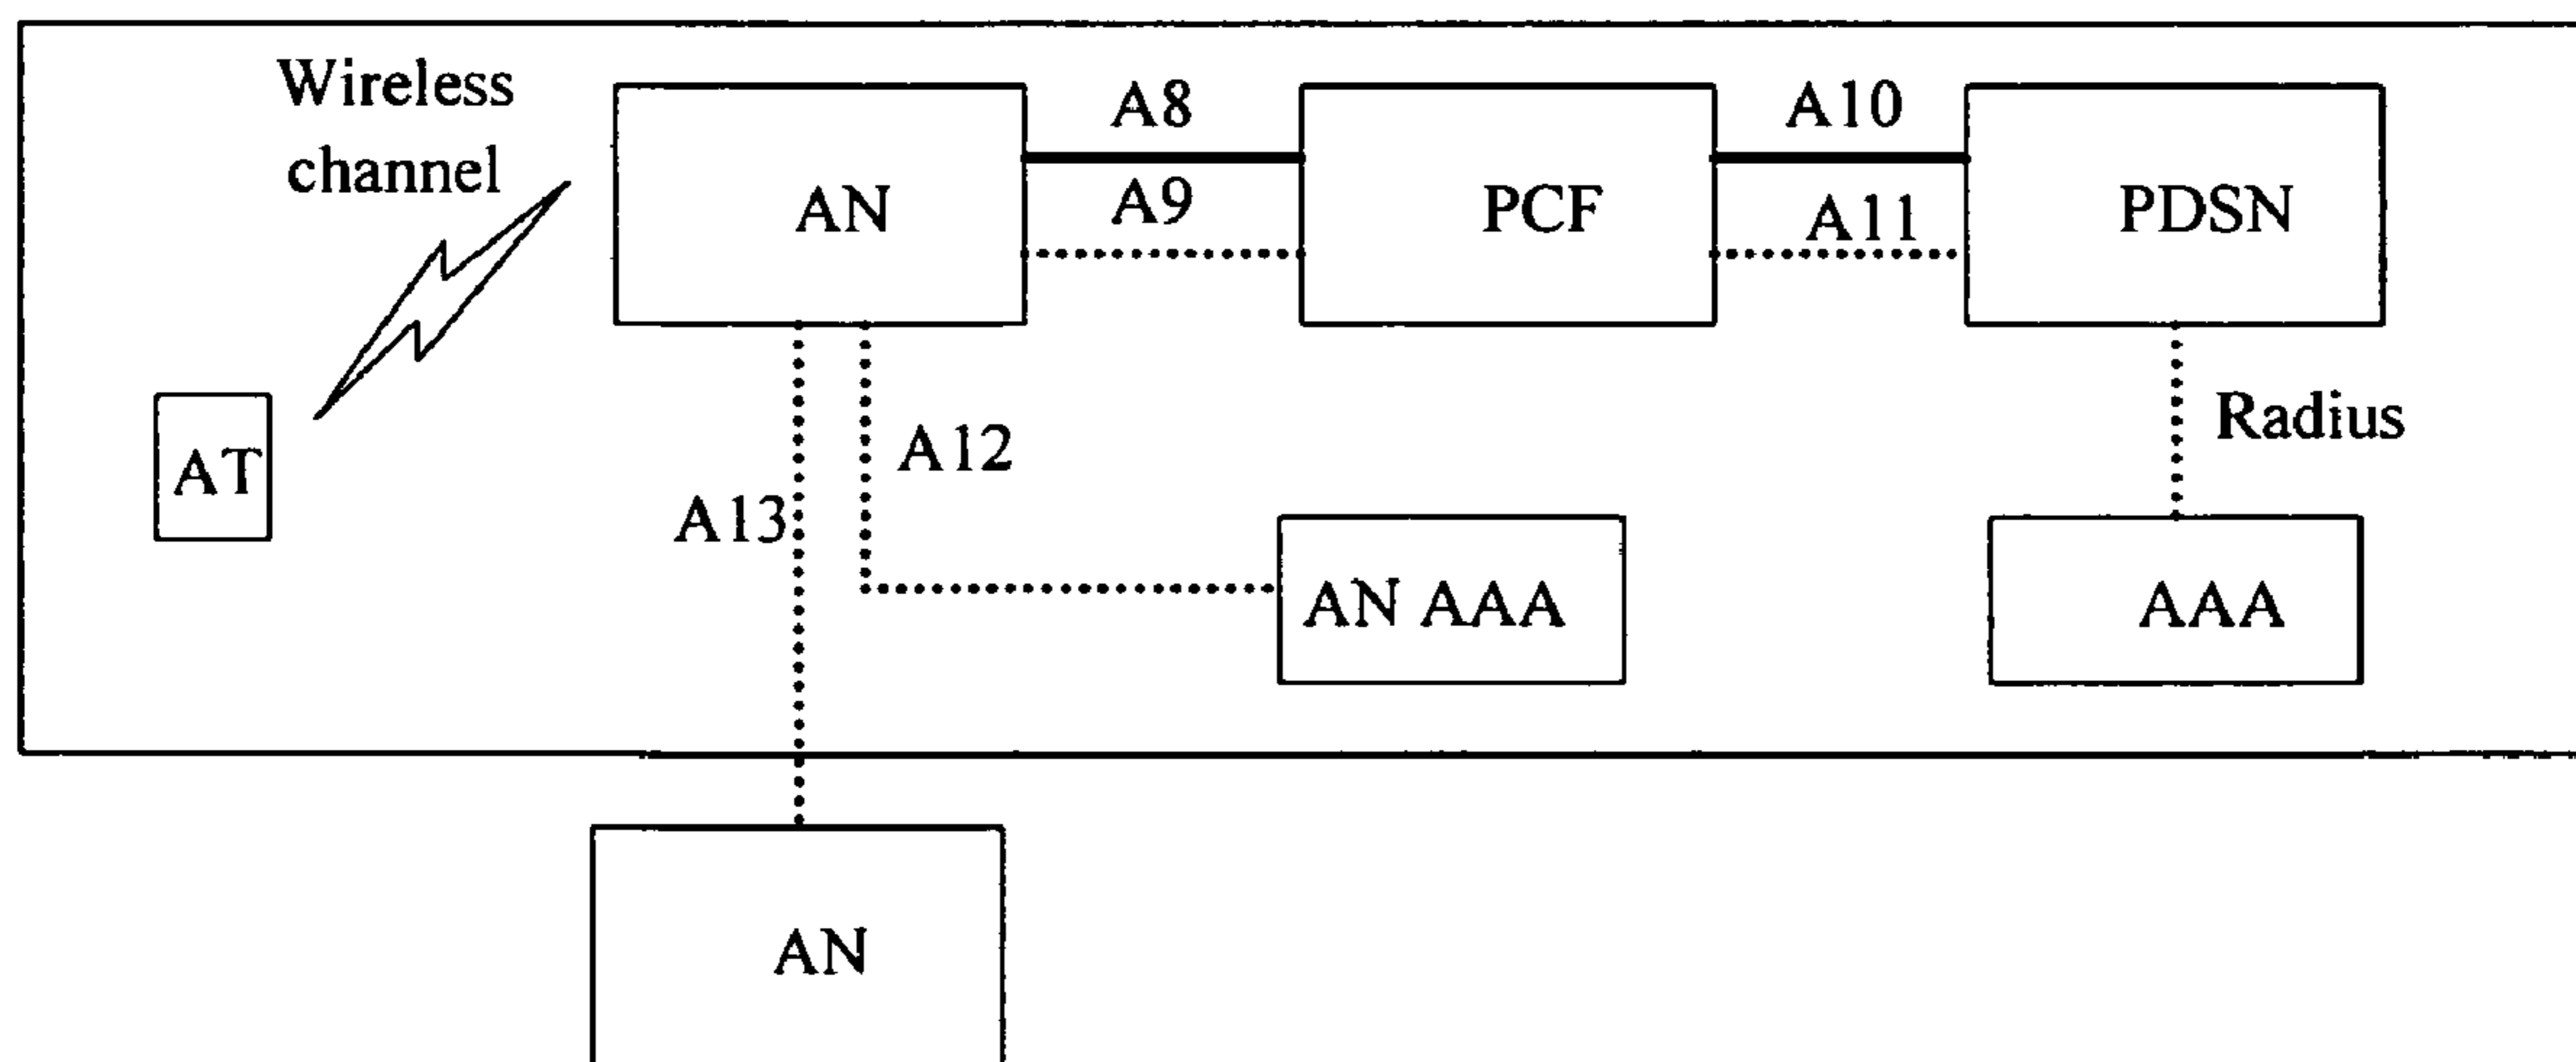 Wireless
channel
A8
A10
AN
A9
PCF
A11
PDSN
Radius
AT
A12
A13
AN AAA
AAA
AN